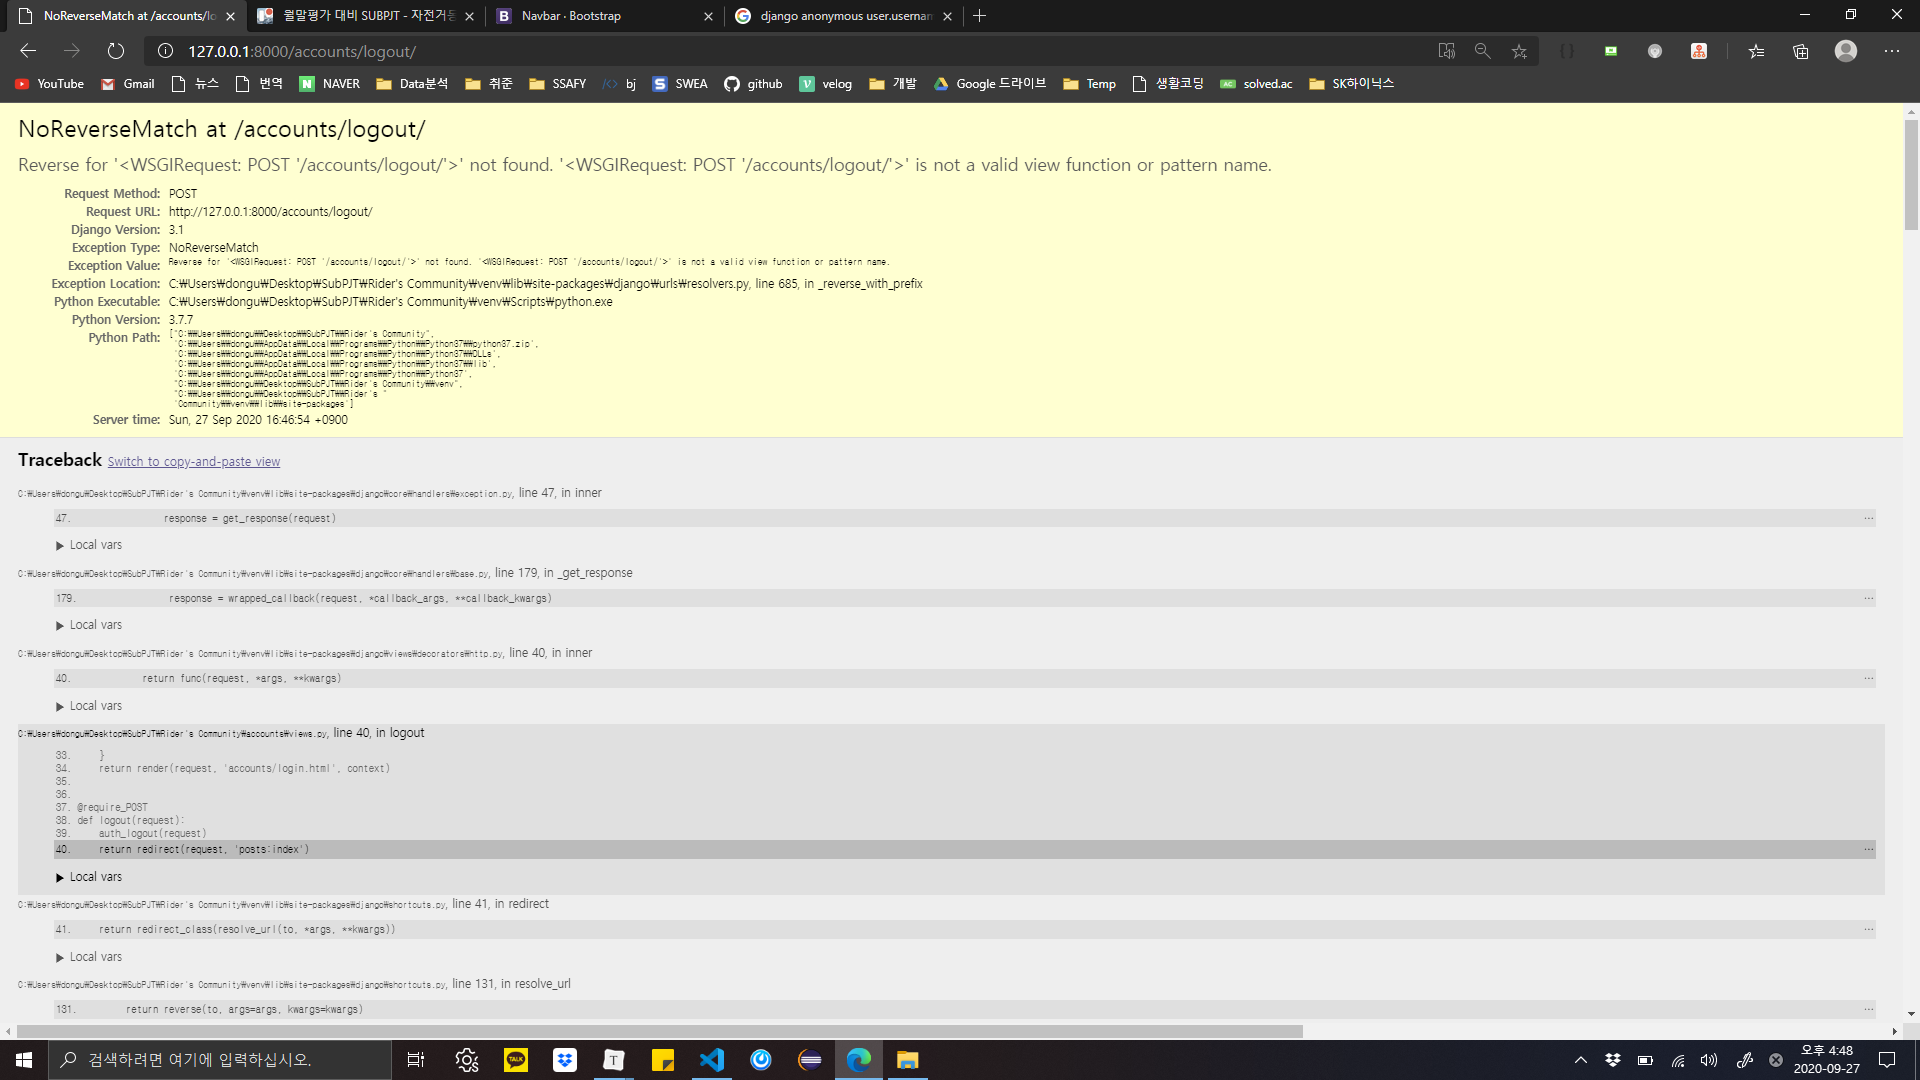 NoReverseMatch at /accounts/lo
월말평가 대비 SUBPJT - 자전거동
Navbar · Bootstrap
django anonymous user.usernam
127.0.0.1:8000/accounts/logout/
YouTube Gmail 뉴스 번역 NAVER Data분석 취준 SSAFY bj SWEA github velog 개발 Google 드라이브 Temp 생활코딩 solved.ac SK하이닉스
NoReverseMatch at /accounts/logout/
Reverse for '<WSGIRequest: POST '/accounts/logout/'>' not found. '<WSGIRequest: POST '/accounts/logout/'>' is not a valid view function or pattern name.
Request Method: POST
Request URL: http://127.0.0.1:8000/accounts/logout/
Django Version: 3.1
Exception Type: NoReverseMatch
Exception Value: Reverse for '<WSGIRequest: POST '/accounts/logout/'>' not found. '<WSGIRequest: POST '/accounts/logout/'>' is not a valid view function or pattern name.
Exception Location: C:₩Users₩dongu₩Desktop₩SubPJT₩Rider's Community₩venv₩lib₩site-packages₩django₩urls₩resolvers.py, line 685, in _reverse_with_prefix
Python Executable: C:₩Users₩dongu₩Desktop₩SubPJT₩Rider's Community₩venv₩Scripts₩python.exe
Python Version: 3.7.7
Python Path: ["C:₩₩Users₩₩dongu₩₩Desktop₩₩SubPJT₩₩Rider's Community",
'C:₩₩Users₩₩dongu₩₩AppData₩₩Local₩₩Programs₩₩Python₩₩Python37₩₩python37.zip',
'C:₩₩Users₩₩dongu₩₩AppData₩₩Local₩₩Programs₩₩Python₩₩Python37₩₩DLLs',
'C:₩₩Users₩₩dongu₩₩AppData₩₩Local₩₩Programs₩₩Python₩₩Python37₩₩lib',
'C:₩₩Users₩₩dongu₩₩AppData₩₩Local₩₩Programs₩₩Python₩₩Python37',
"C:₩₩Users₩₩dongu₩₩Desktop₩₩SubPJT₩₩Rider's Community₩₩venv",
"C:₩₩Users₩₩dongu₩₩Desktop₩₩SubPJT₩₩Rider's "
'Community₩₩venv₩₩lib₩₩site-packages']
Server time: Sun, 27 Sep 2020 16:46:54 +0900
Traceback Switch to copy-and-paste view
C:₩Users₩dongu₩Desktop₩SubPJT₩Rider's Community₩venv₩lib₩site-packages₩django₩core₩handlers₩exception.py, line 47, in inner
47. response = get_response(request) …
▶ Local vars
C:₩Users₩dongu₩Desktop₩SubPJT₩Rider's Community₩venv₩lib₩site-packages₩django₩core₩handlers₩base.py, line 179, in _get_response
179. response = wrapped_callback(request, *callback_args, **callback_kwargs) …
▶ Local vars
C:₩Users₩dongu₩Desktop₩SubPJT₩Rider's Community₩venv₩lib₩site-packages₩django₩views₩decorators₩http.py, line 40, in inner
40. return func(request, *args, **kwargs) …
▶ Local vars
C:₩Users₩dongu₩Desktop₩SubPJT₩Rider's Community₩accounts₩views.py, line 40, in logout
33. }
34. return render(request, 'accounts/login.html', context)
35.
36.
37. @require_POST
38. def logout(request):
39. auth_logout(request)
40. return redirect(request, 'posts:index') …
▶ Local vars
C:₩Users₩dongu₩Desktop₩SubPJT₩Rider's Community₩venv₩lib₩site-packages₩django₩shortcuts.py, line 41, in redirect
41. return redirect_class(resolve_url(to, *args, **kwargs)) …
▶ Local vars
C:₩Users₩dongu₩Desktop₩SubPJT₩Rider's Community₩venv₩lib₩site-packages₩django₩shortcuts.py, line 131, in resolve_url
131. return reverse(to, args=args, kwargs=kwargs) …
검색하려면 여기에 입력하십시오.
TALK
T
오후 4:48
2020-09-27